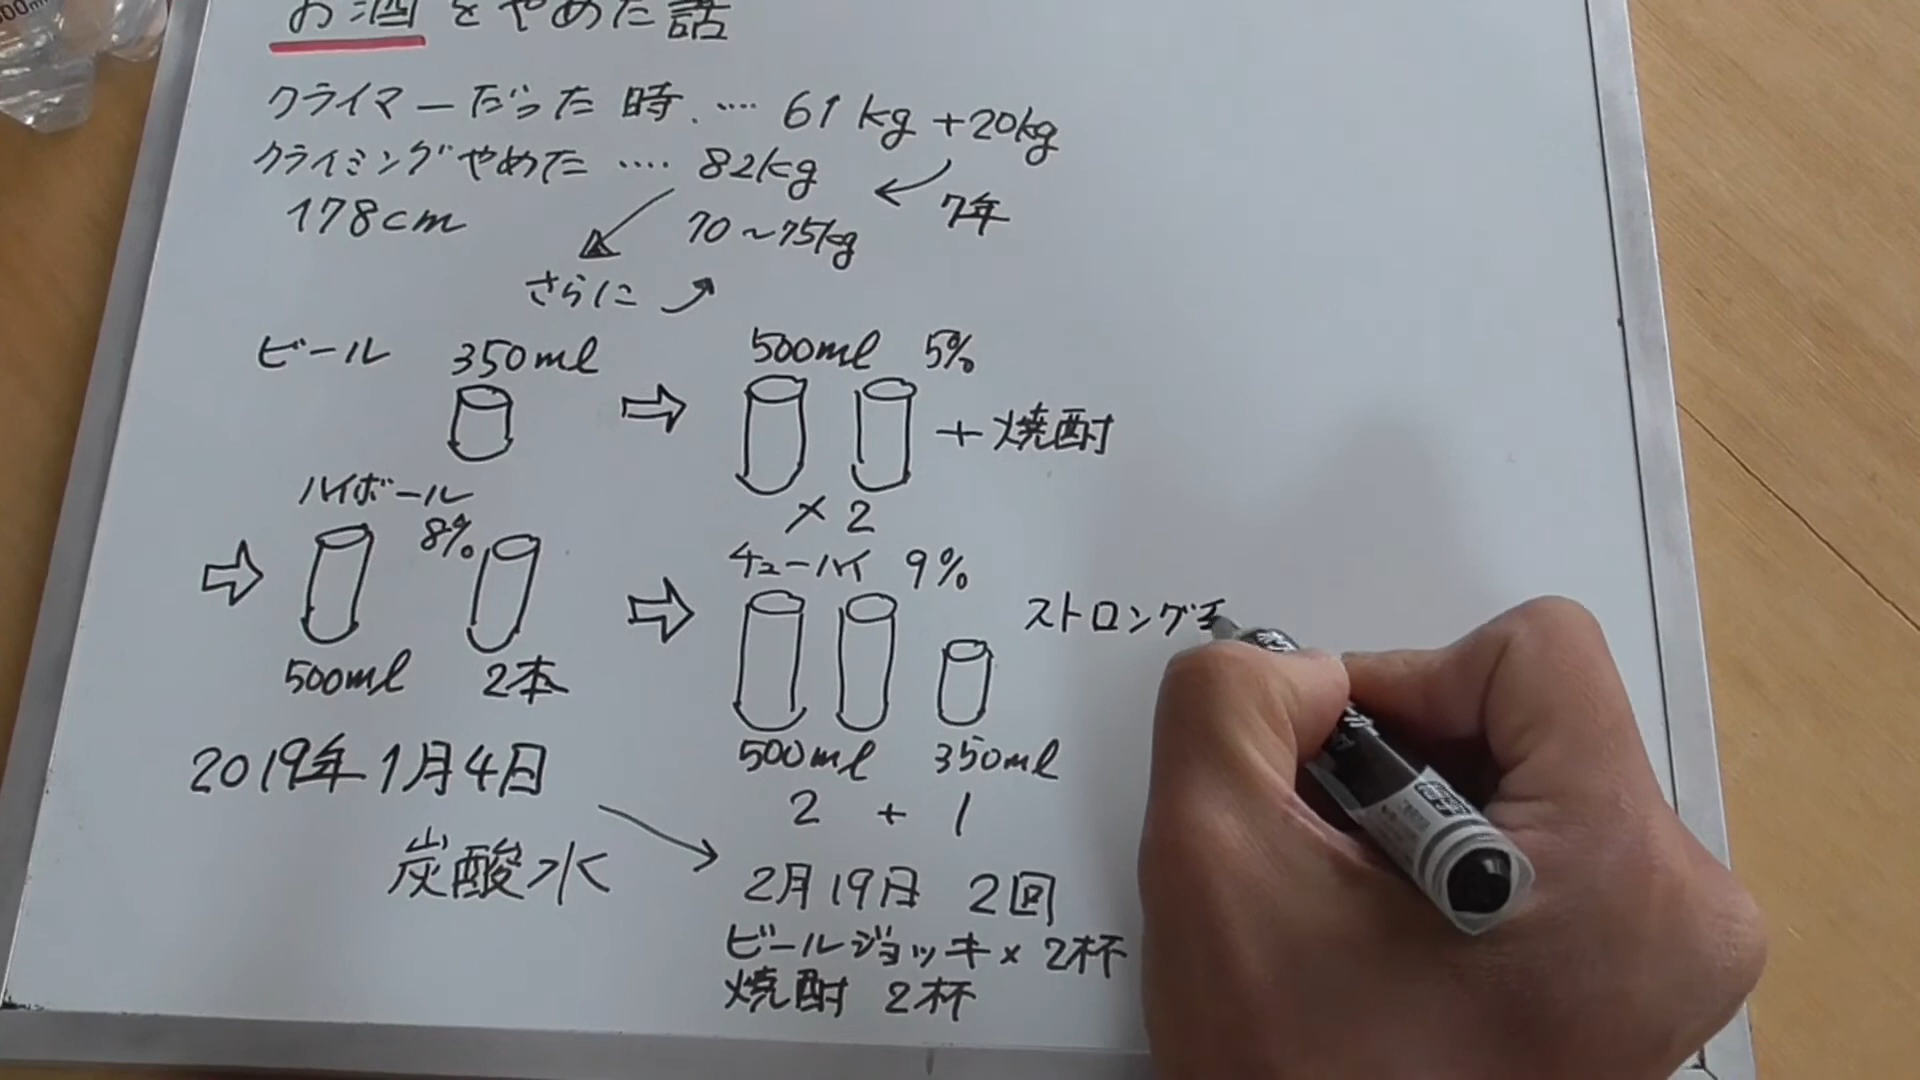 お酒をやめた話
クライマーだった時.…. 61kg +20kg
クライミングやめた …. 82kg
7年
178cm
70～75kg
さらに
ビール 350ml
500ml 5%
+焼酎
×2
ハイボール
8%
500ml 2本
チューハイ 9%
ストロング
500ml 350ml
2 + 1
2019年1月4日
炭酸水
2月19日 2回
ビールジョッキ×2杯
焼酎 2杯